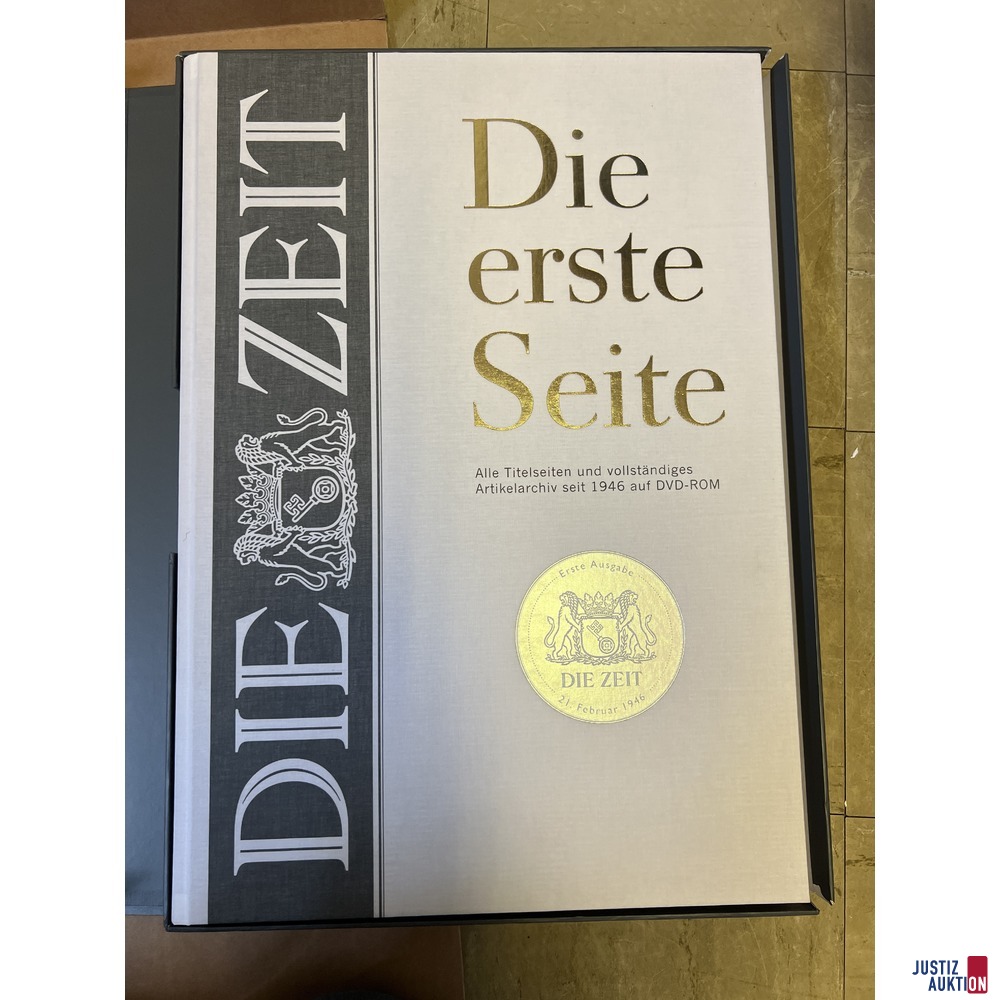 DIE ZEIT
Die
erste
Seite
Alle Titelseiten und vollständiges
Artikelarchiv seit 1946 auf DVD-ROM
Erste Ausgabe
DIE ZEIT
21. Februar 1946
JUSTIZ
AUKTION